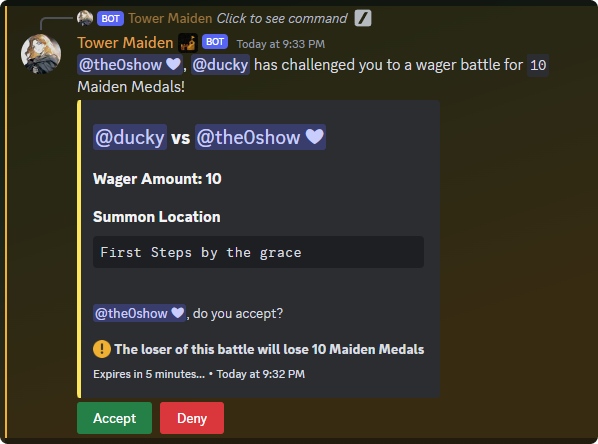 BOT Tower Maiden Click to see command
Tower Maiden BOT Today at 9:33 PM
@the0show, @ducky has challenged you to a wager battle for 10
Maiden Medals!
@ducky vs @the0show
Wager Amount: 10
Summon Location
First Steps by the grace
@the0show, do you accept?
The loser of this battle will lose 10 Maiden Medals
Expires in 5 minutes... • Today at 9:32 PM
Accept Deny